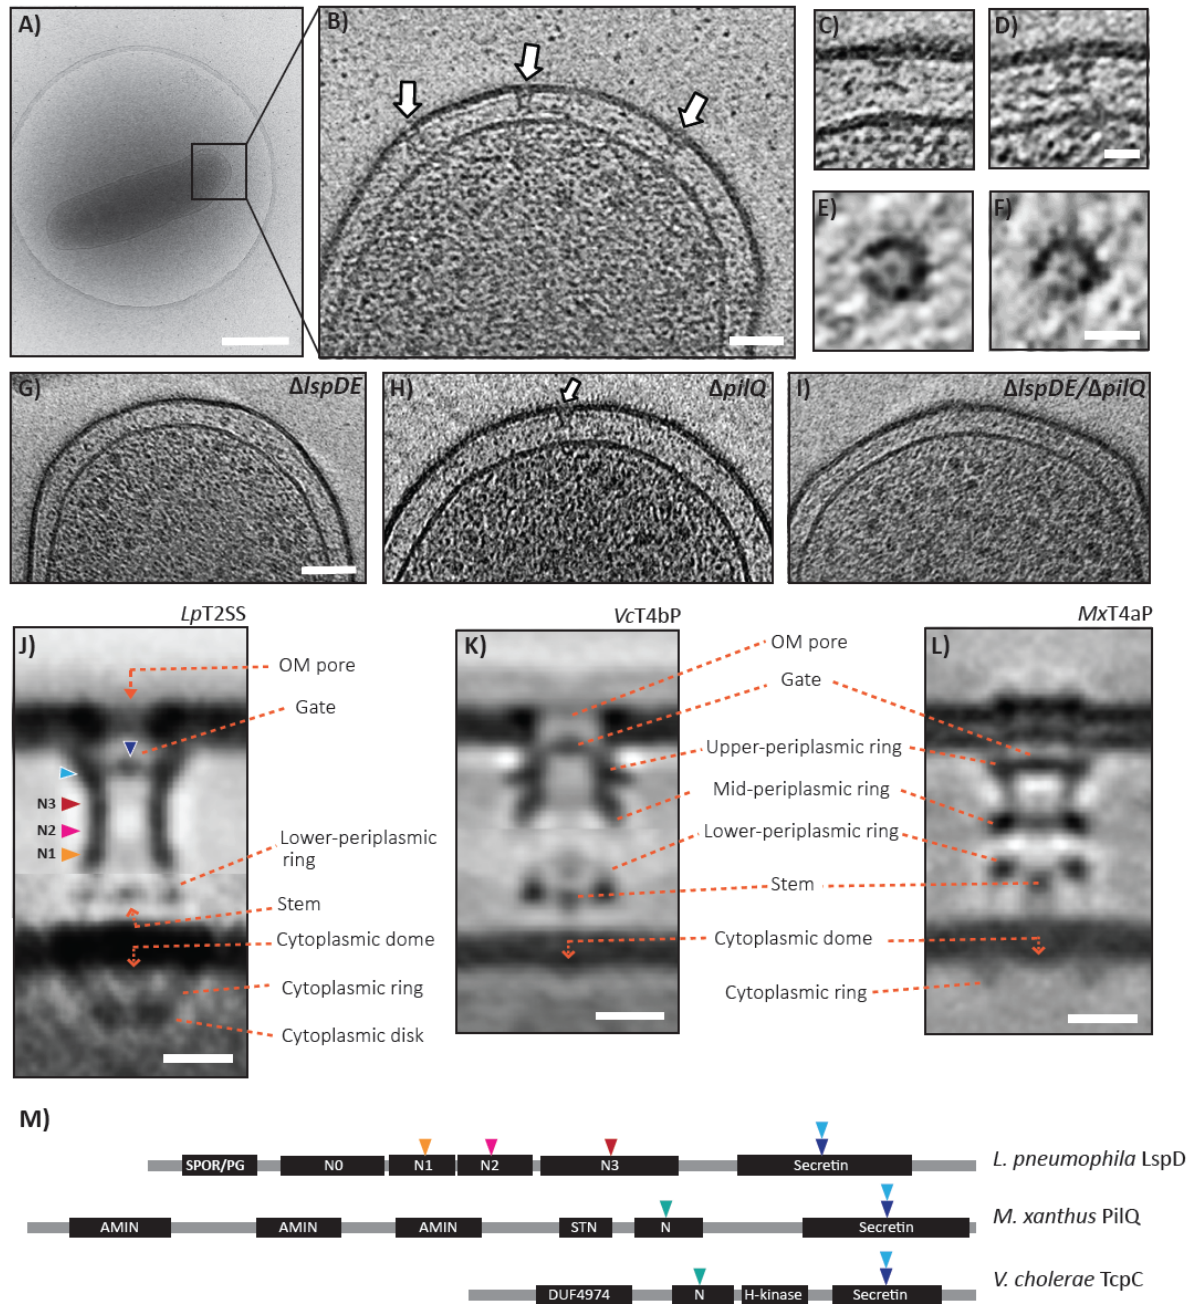 A)
B)
C)
D)
E)
F)
G)
ΔlspDE
H)
ΔpilQ
I)
ΔlspDE/ΔpilQ
LpT2SS
VcT4bP
MxT4aP
J)
K)
L)
OM pore
Gate
N3
N2
N1
Lower-periplasmic
ring
Stem
Cytoplasmic dome
Cytoplasmic ring
Cytoplasmic disk
OM pore
Gate
Upper-periplasmic ring
Mid-periplasmic ring
Lower-periplasmic ring
Stem
Cytoplasmic dome
Cytoplasmic ring
M)
SPOR/PG N0 N1 N2 N3 Secretin L. pneumophila LspD
AMIN AMIN AMIN STN N Secretin M. xanthus PilQ
DUF4974 N H-kinase Secretin V. cholerae TcpC